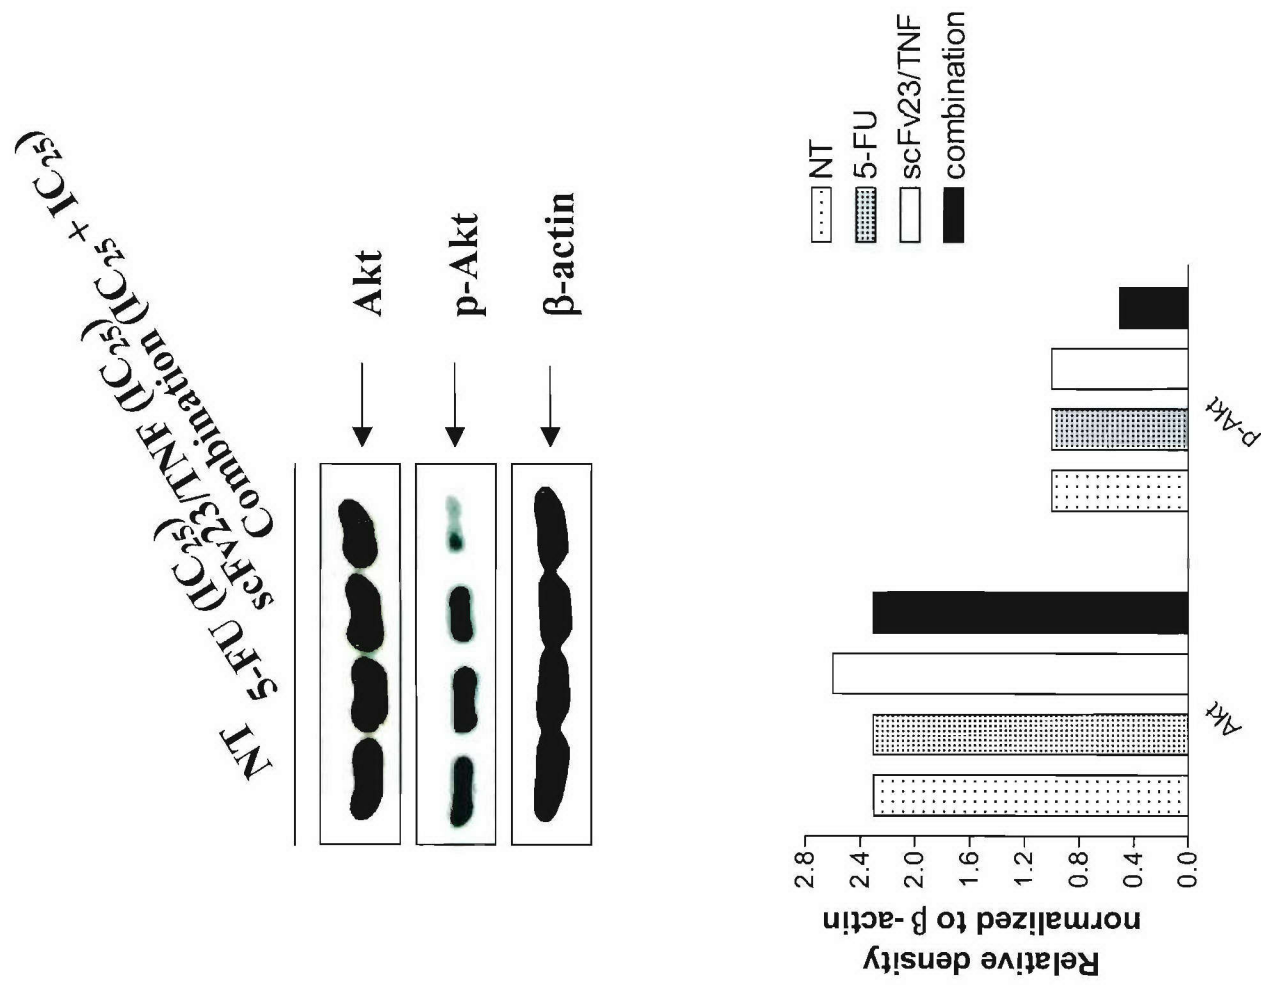 NT
5-FU (IC25)
scFv23/TNF (IC25)
Combination (IC25 + IC25)
Akt
p-Akt
β-actin
Relative density
normalized to β-actin
2.8
2.4
2.0
1.6
1.2
0.8
0.4
0.0
Akt
p-Akt
NT
5-FU
scFv23/TNF
combination